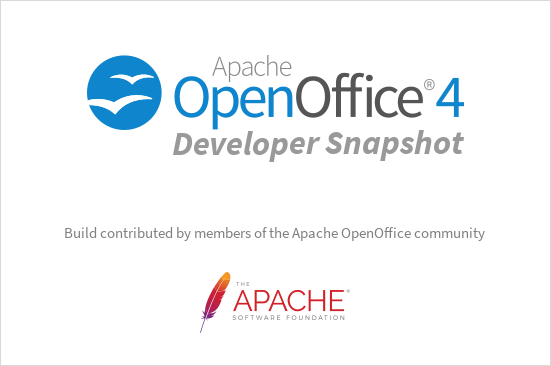 Apache
OpenOffice® 4
Developer Snapshot
Build contributed by members of the Apache OpenOffice community
THE
APACHE®
SOFTWARE FOUNDATION